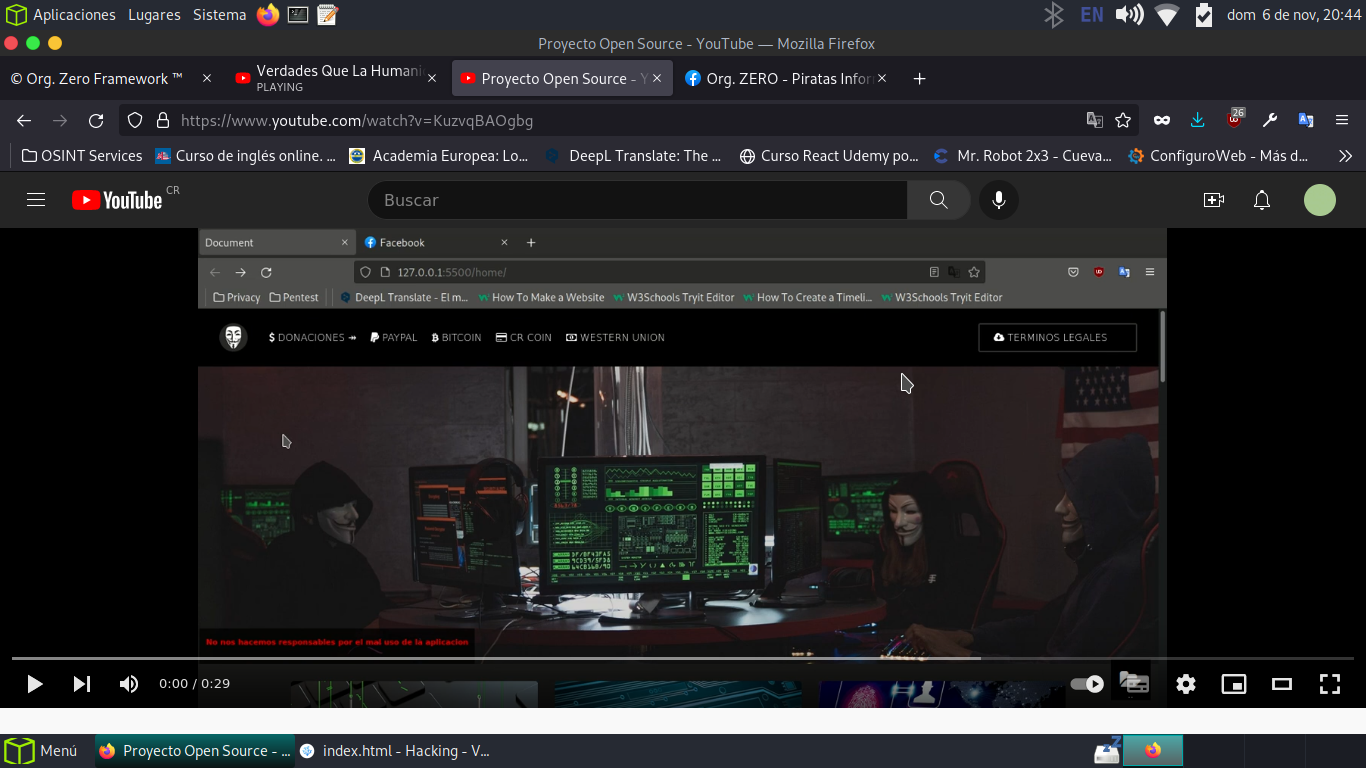 Aplicaciones Lugares Sistema EN dom 6 de nov, 20:44
Proyecto Open Source - YouTube — Mozilla Firefox
© Org. Zero Framework ™ Verdades Que La Humani Proyecto Open Source - Y Org. ZERO - Piratas Infor
PLAYING
https://www.youtube.com/watch?v=KuzvqBAOgbg 26
OSINT Services Curso de inglés online. ... Academia Europea: Lo... DeepL Translate: The ... Curso React Udemy po... Mr. Robot 2x3 - Cueva... ConfiguroWeb - Más d...
YouTube CR Buscar
Document Facebook
127.0.0.1:5500/home/
Privacy Pentest DeepL Translate - El m... How To Make a Website W3Schools Tryit Editor How To Create a Timeli... W3Schools Tryit Editor
$ DONACIONES PAYPAL BITCOIN CR COIN WESTERN UNION TERMINOS LEGALES
No nos hacemos responsables por el mal uso de la aplicacion
0:00 / 0:29
Menú Proyecto Open Source - ... index.html - Hacking - V...